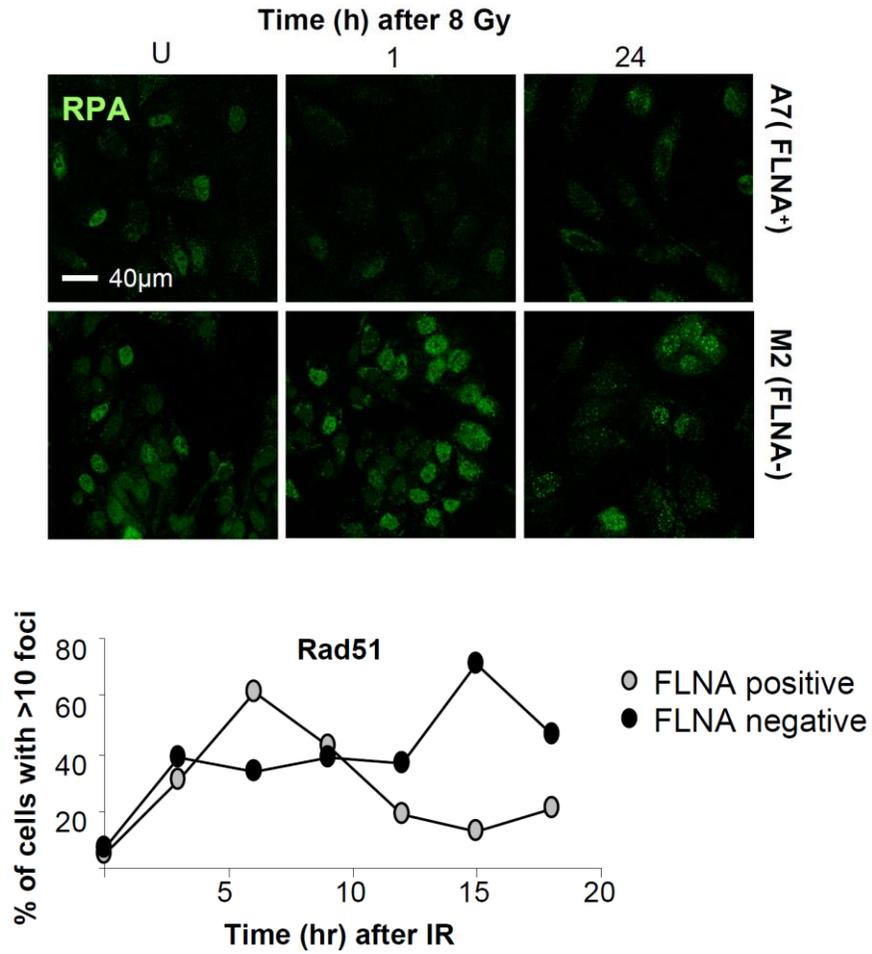 Time (h) after 8 Gy
U 1 24
RPA
40µm
A7( FLNA⁺)
M2 (FLNA-)
Rad51
% of cells with >10 foci
80
60
40
20
5 10 15 20
Time (hr) after IR
FLNA positive
FLNA negative